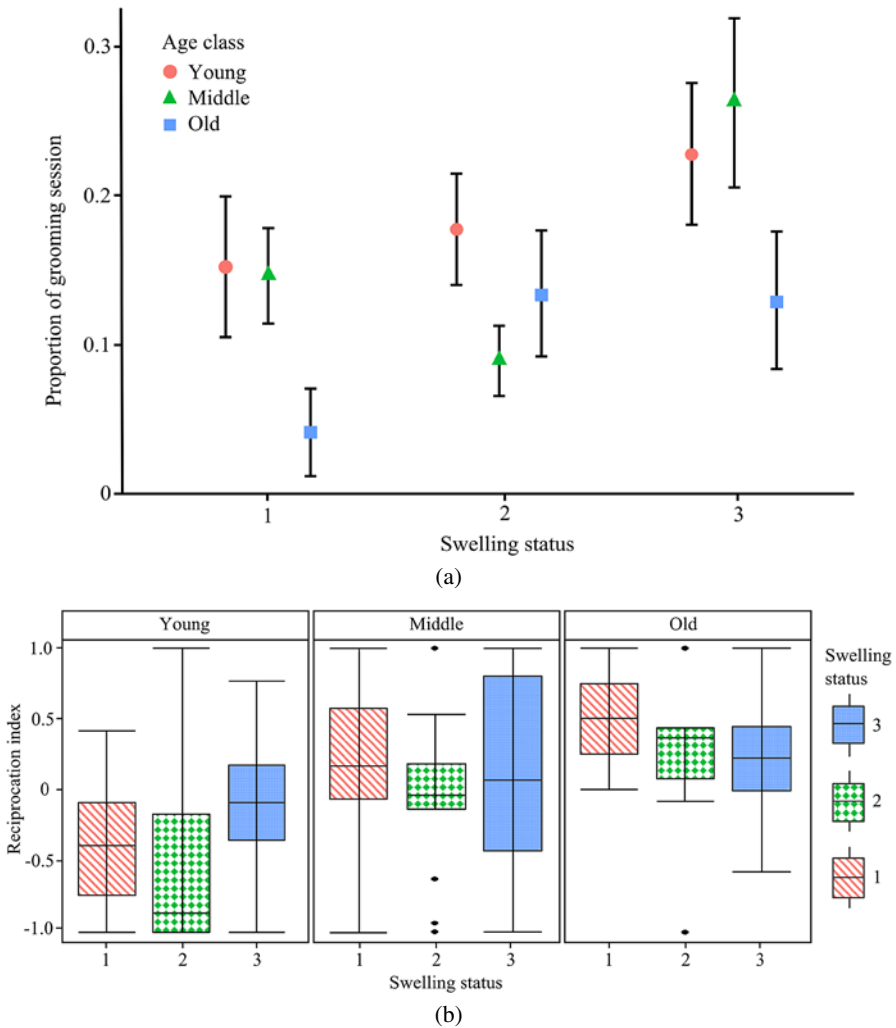 0.3
0.2
0.1
0
Proportion of grooming session
Age class
Young
Middle
Old
1 2 3
Swelling status
(a)
Young Middle Old
1.0
0.5
0
-0.5
-1.0
Reciprocation index
1 2 3 1 2 3 1 2 3
Swelling status
Swelling
status
3
2
1
(b)